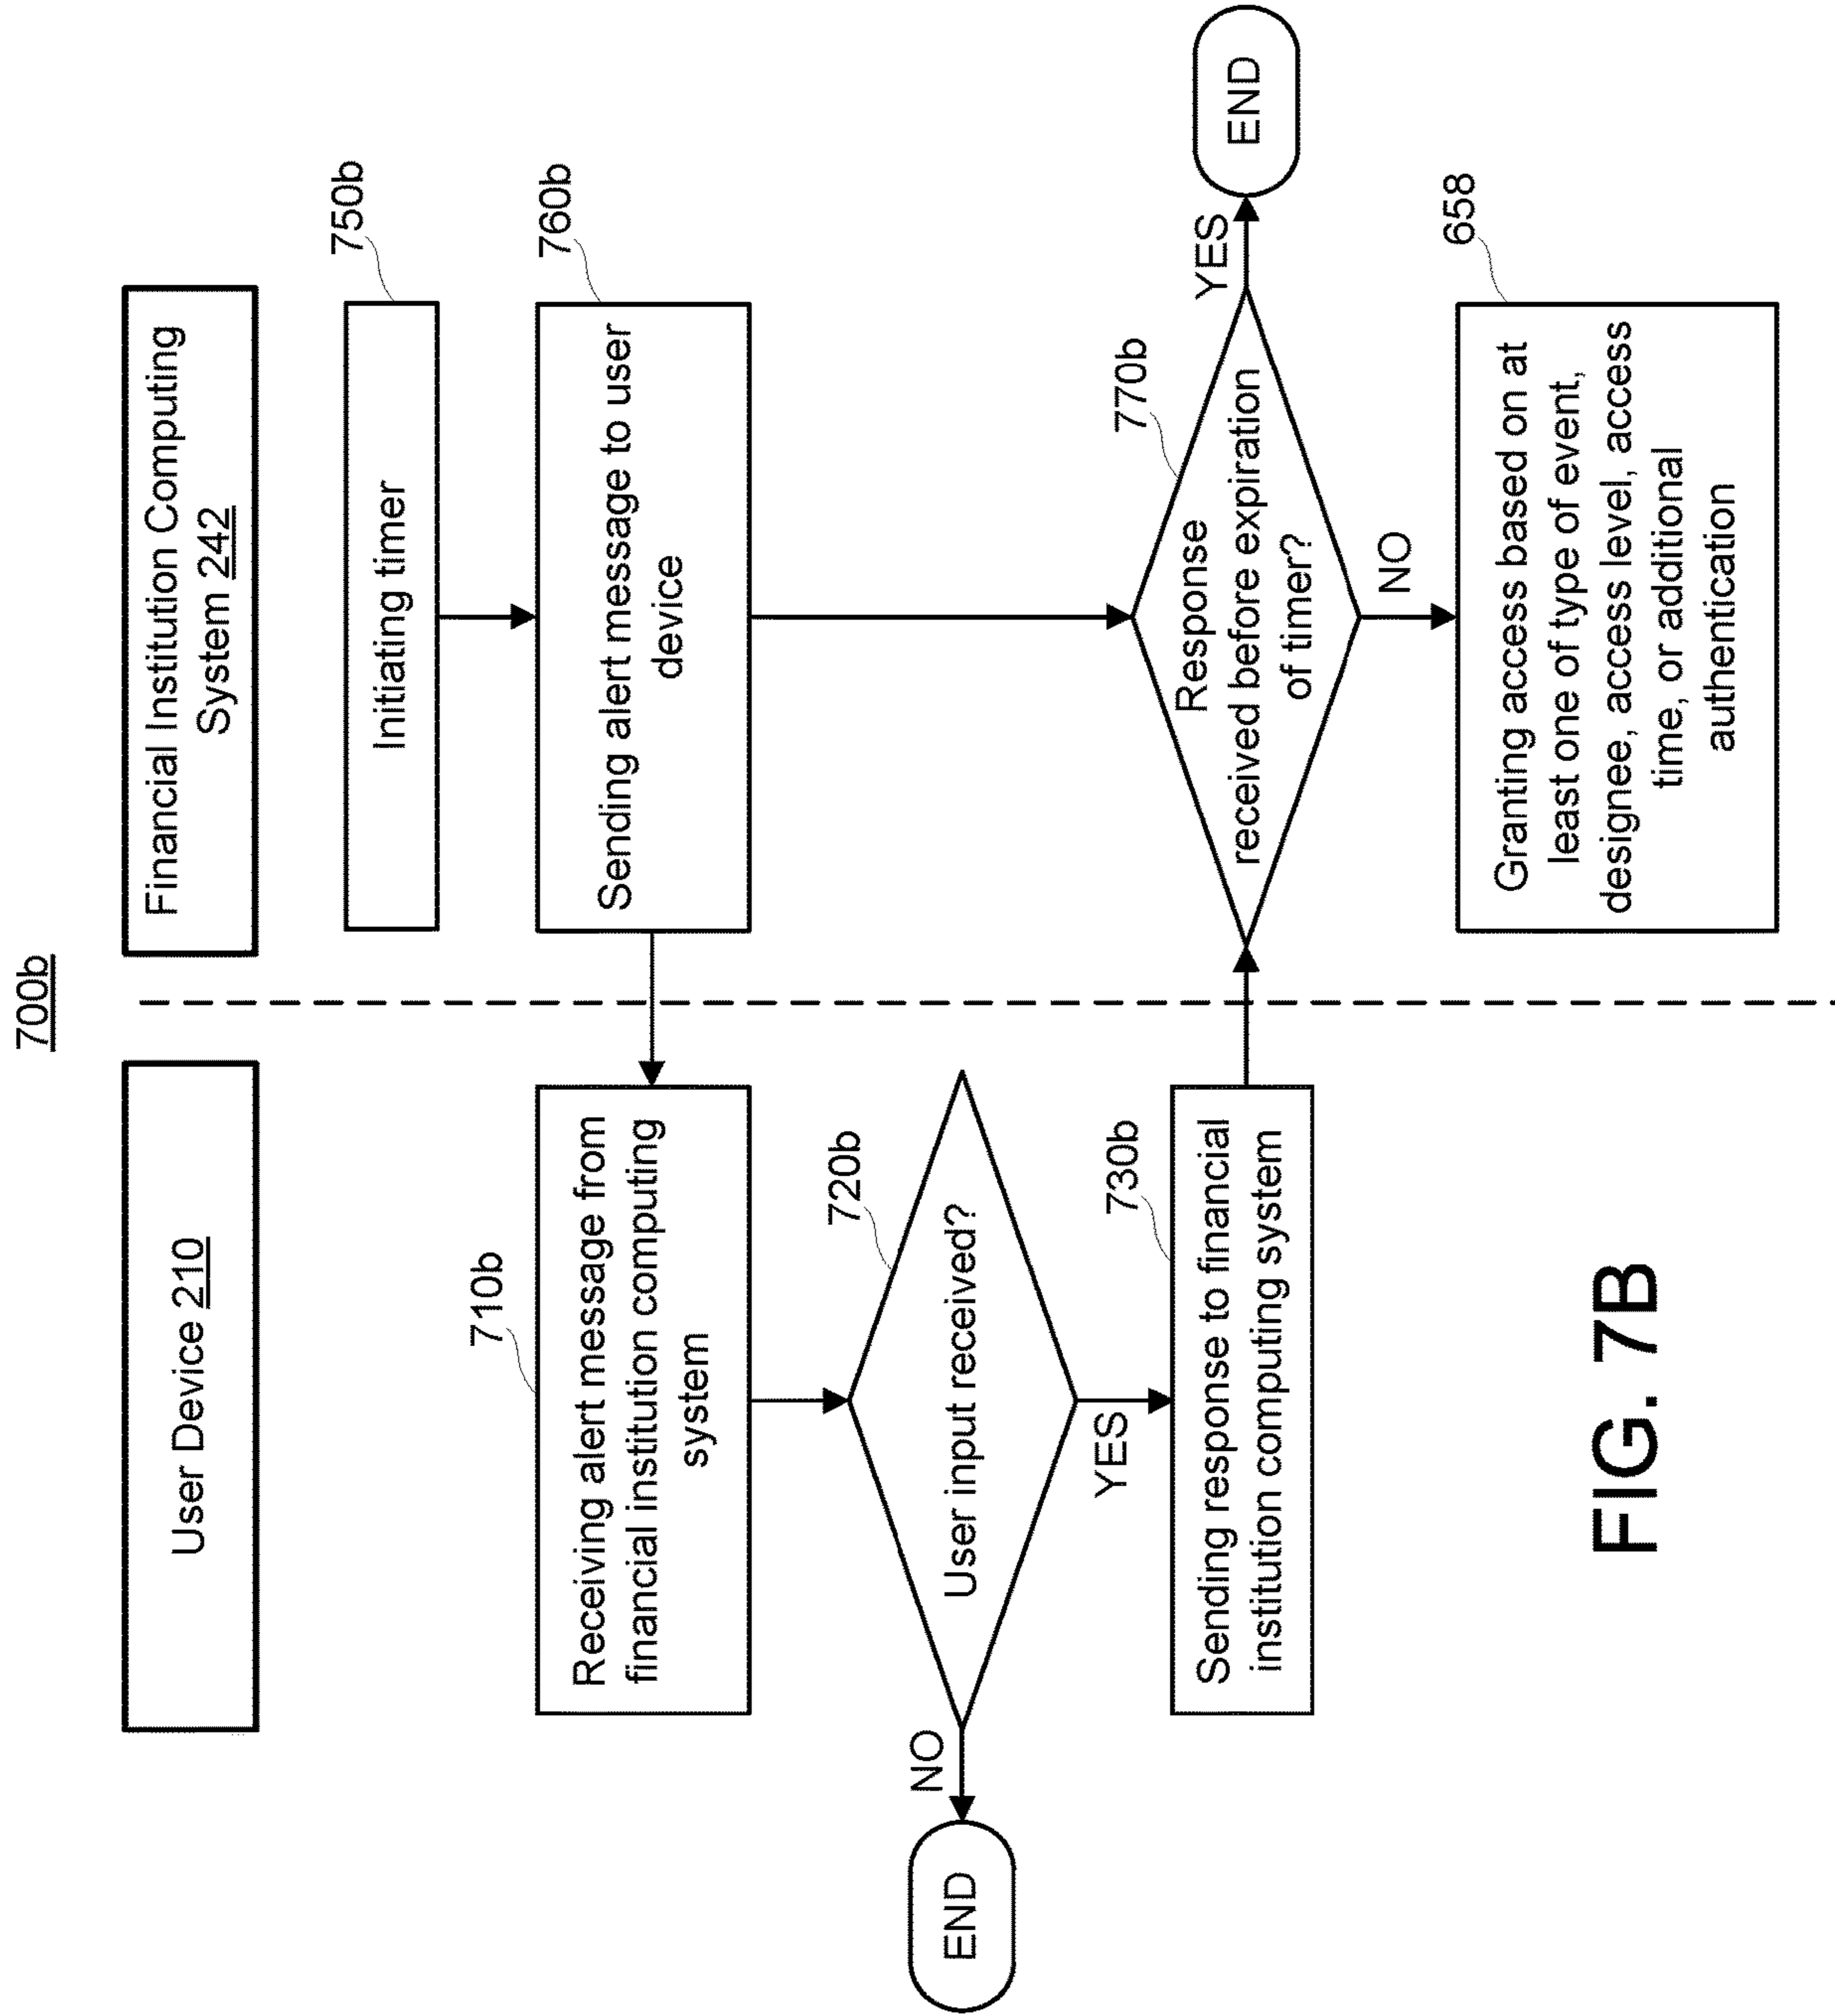 700b
User Device 210
Financial Institution Computing
System 242
750b
Initiating timer
760b
Sending alert message to user
device
710b
Receiving alert message from
financial institution computing
system
720b
User input received?
NO
END
YES
730b
Sending response to financial
institution computing system
770b
Response
received before expiration
of timer?
YES
END
NO
658
Granting access based on at
least one of type of event,
designee, access level, access
time, or additional
authentication
FIG. 7B